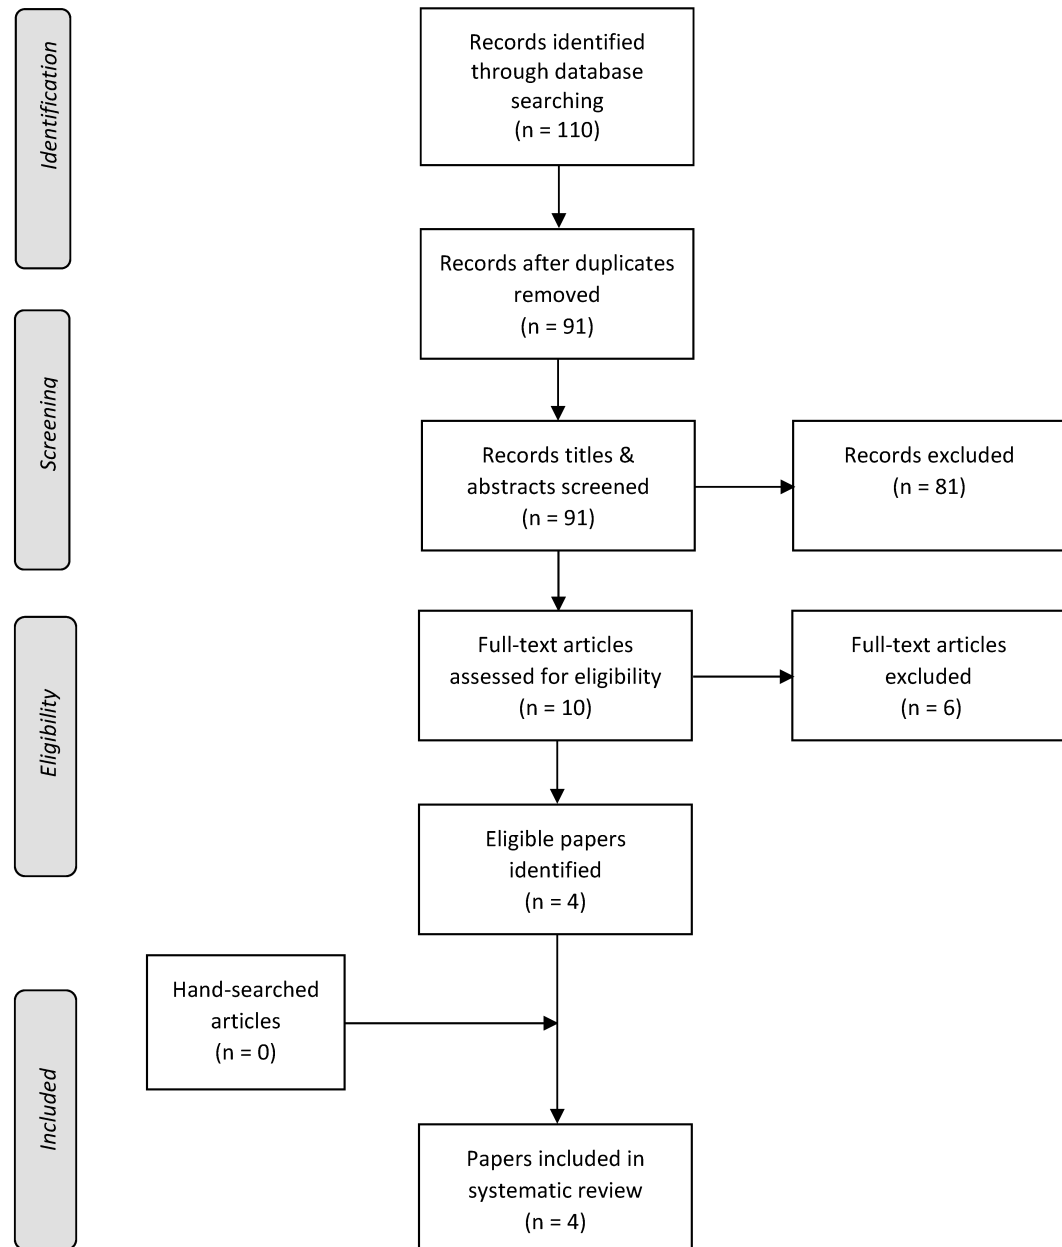 Identification
Records identified
through database
searching
(n = 110)
Records after duplicates
removed
(n = 91)
Screening
Records titles &
abstracts screened
(n = 91)
Records excluded
(n = 81)
Eligibility
Full-text articles
assessed for eligibility
(n = 10)
Full-text articles
excluded
(n = 6)
Eligible papers
identified
(n = 4)
Included
Hand-searched
articles
(n = 0)
Papers included in
systematic review
(n = 4)